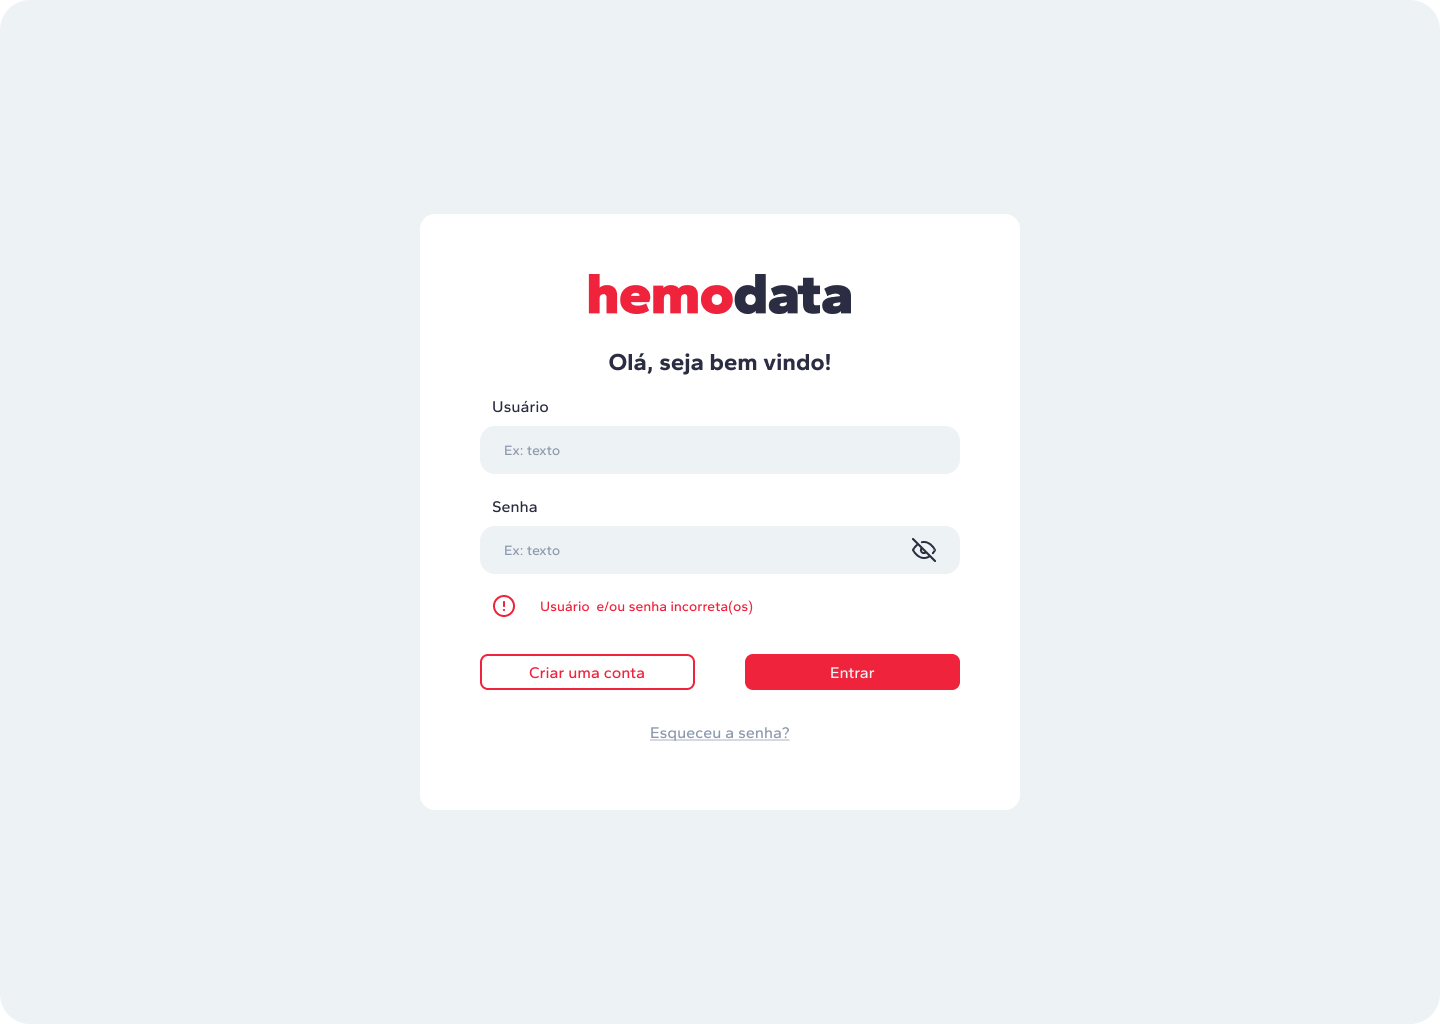 hemodata
Olá, seja bem vindo!
Usuário
Ex: texto
Senha
Ex: texto
Usuário  e/ou senha incorreta(os)
Criar uma conta
Entrar
Esqueceu a senha?